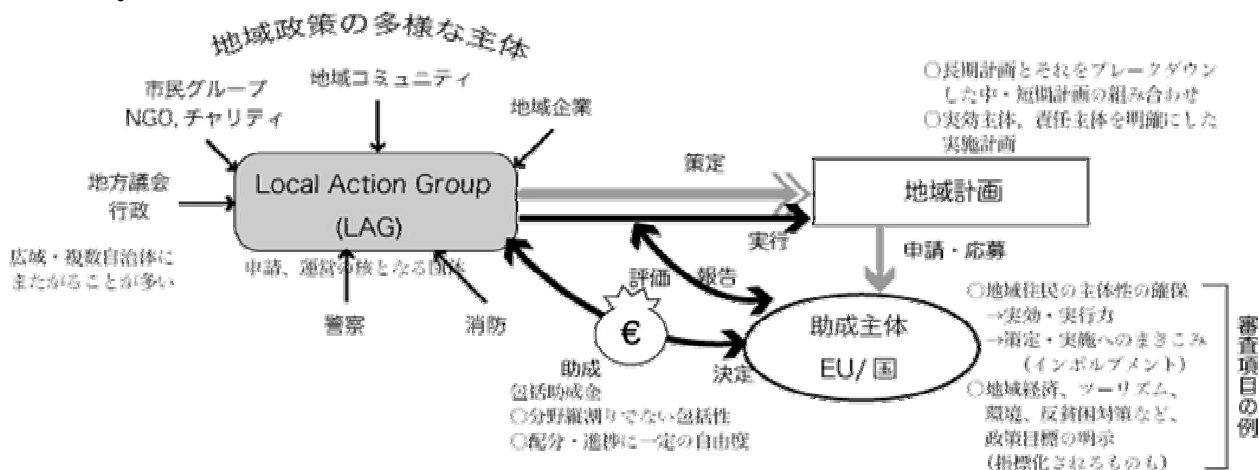 地域政策の多様な主体
市民グループ
NGO, チャリティ
地域コミュニティ
地域企業
地方議会
行政
広域・複数自治体に
またがることが多い
Local Action Group
(LAG)
申請、運営の核となる団体
警察
消防
策定
実行
地域計画
○長期計画とそれをブレークダウン
した中・短期計画の組み合わせ
○実効主体、責任主体を明確にした
実施計画
申請・応募
評価
報告
€
助成
決定
助成主体
EU/国
包括助成金
○分野縦割りでない包括性
○配分・進捗に一定の自由度
○地域住民の主体性の確保
→実効・実行力
→策定・実施へのまきこみ
(インボルブメント)
○地域経済、ツーリズム、
環境、反貧困対策など、
政策目標の明示
(指標化されるものも)
審査項目の例